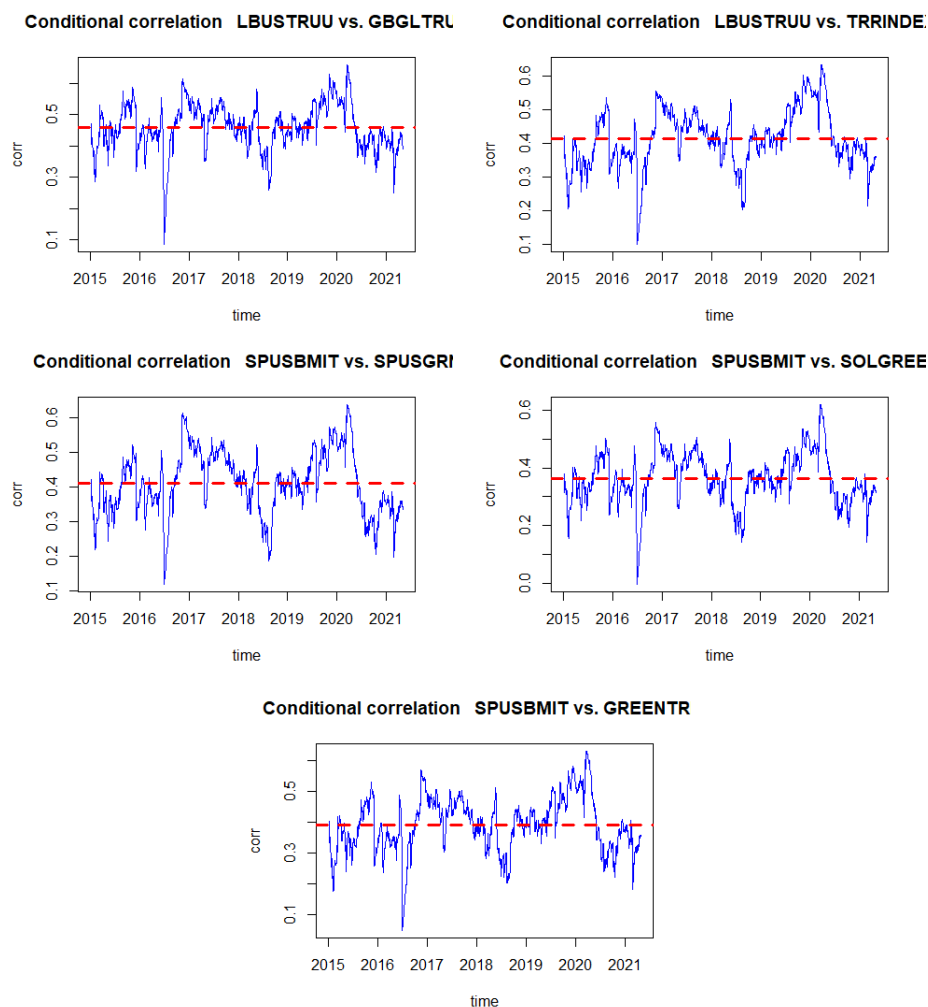 Conditional correlation LBUSTRUU vs. GBGLTRU
corr
0.5
0.3
0.1
2015 2016 2017 2018 2019 2020 2021
time
Conditional correlation LBUSTRUU vs. TRRINDEX
corr
0.6
0.5
0.4
0.3
0.2
0.1
2015 2016 2017 2018 2019 2020 2021
time
Conditional correlation SPUSBMIT vs. SPUSGRN
corr
0.6
0.5
0.4
0.3
0.2
0.1
2015 2016 2017 2018 2019 2020 2021
time
Conditional correlation SPUSBMIT vs. SOLGREE
corr
0.6
0.4
0.2
0.0
2015 2016 2017 2018 2019 2020 2021
time
Conditional correlation SPUSBMIT vs. GREENTR
corr
0.5
0.3
0.1
2015 2016 2017 2018 2019 2020 2021
time